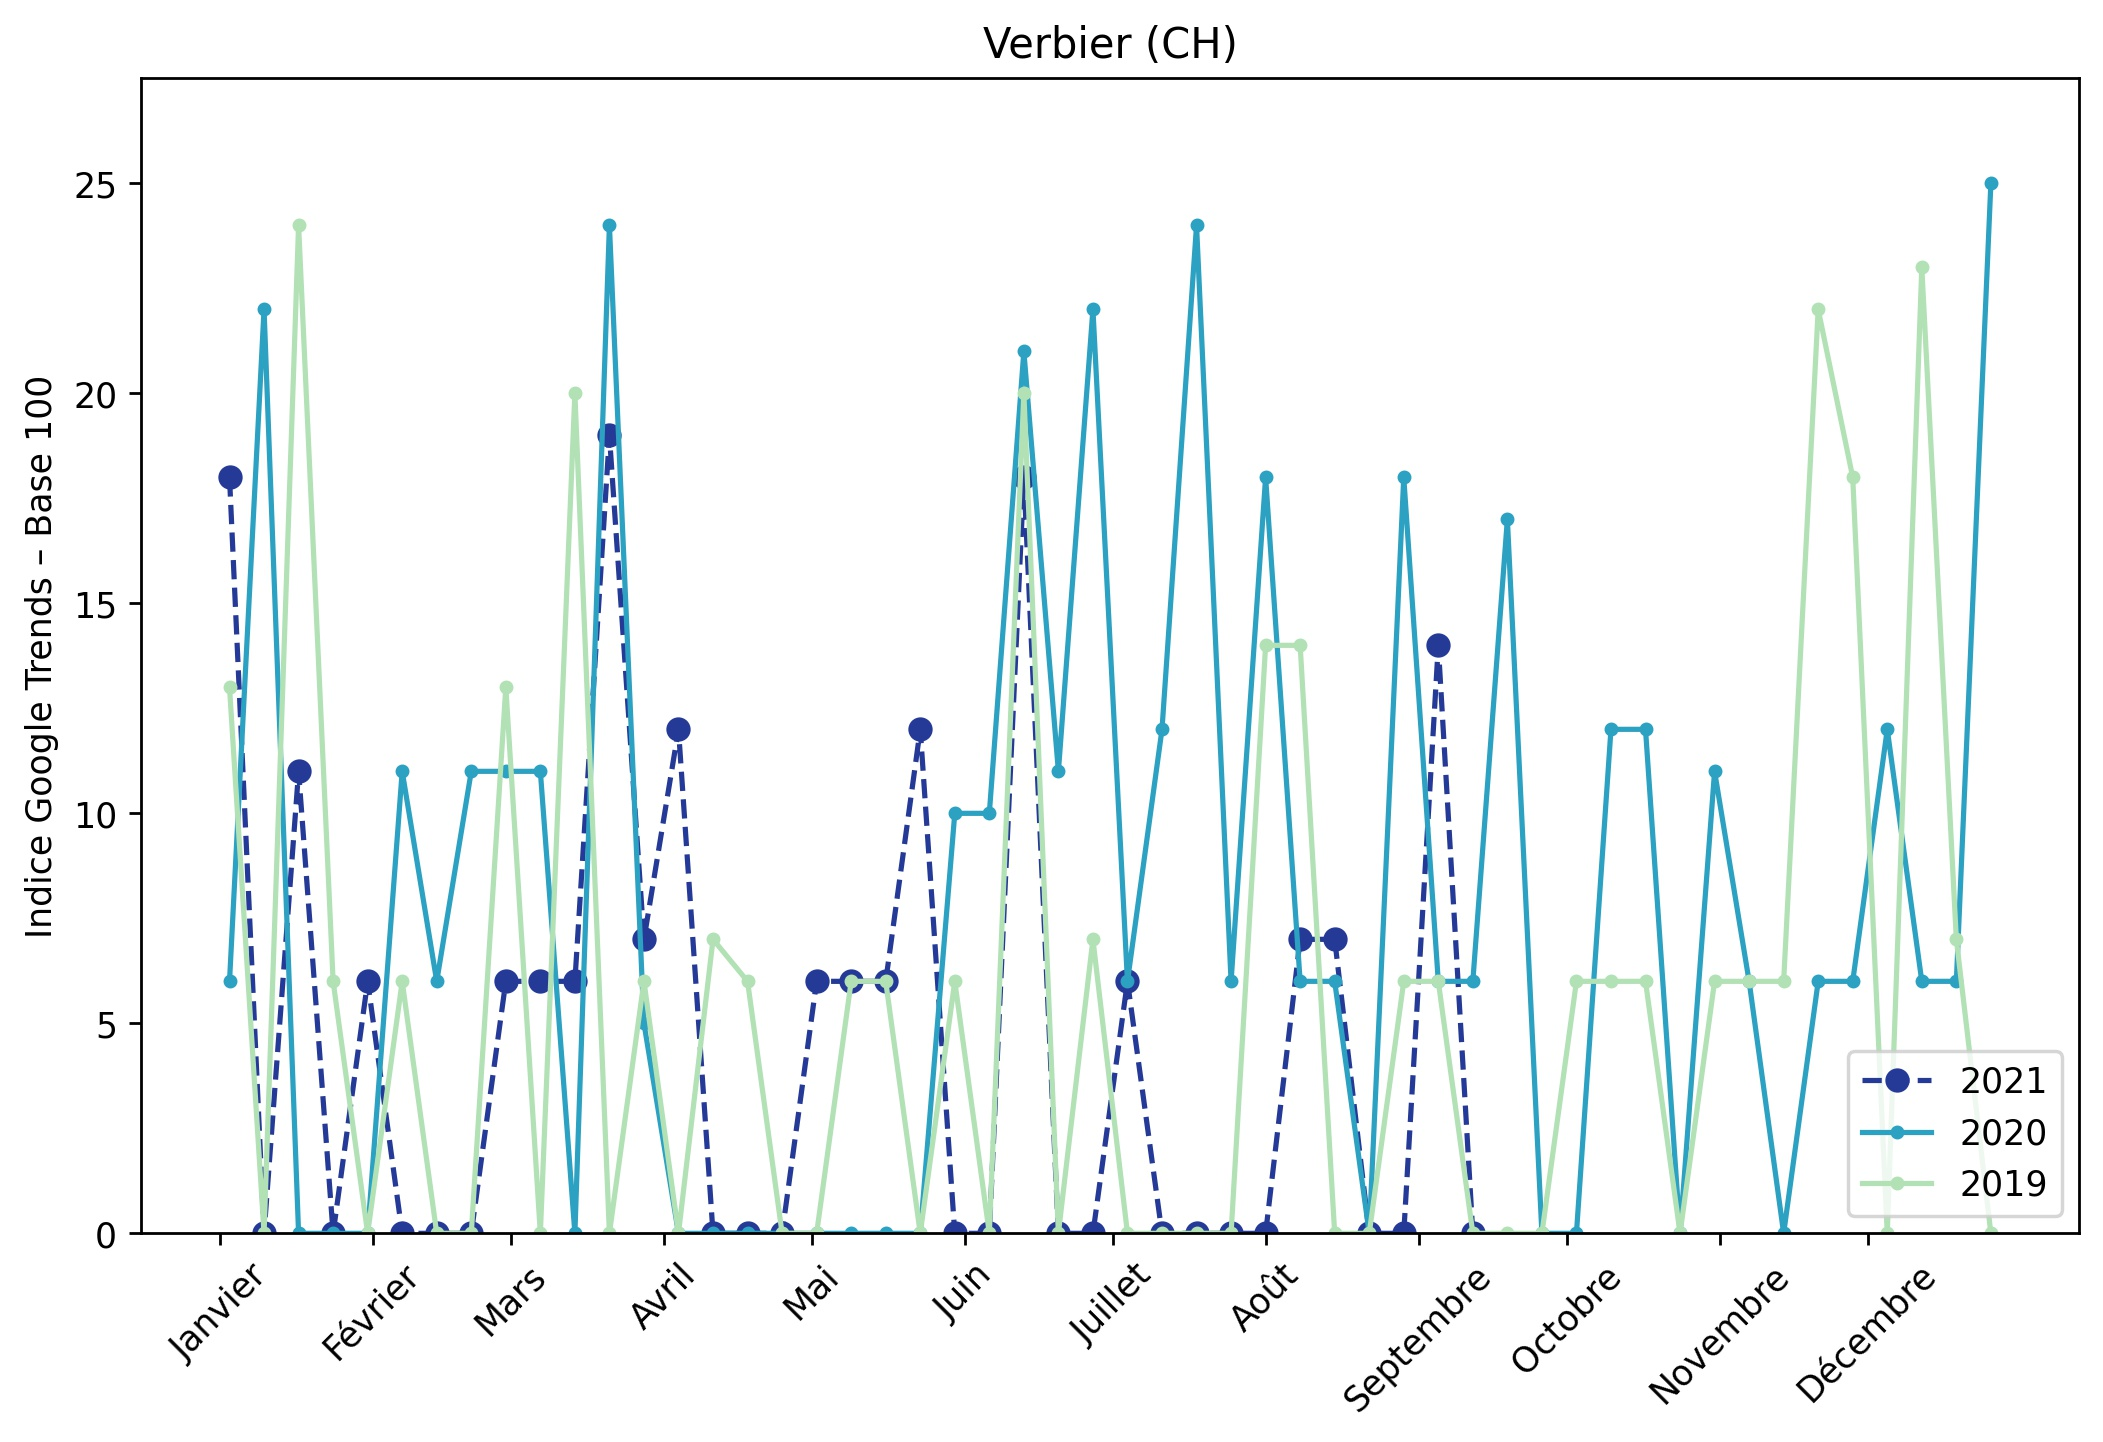 Verbier (CH)
Indice Google Trends – Base 100
25
20
15
10
5
0
Janvier
Février
Mars
Avril
Mai
Juin
Juillet
Août
Septembre
Octobre
Novembre
Décembre
2021
2020
2019